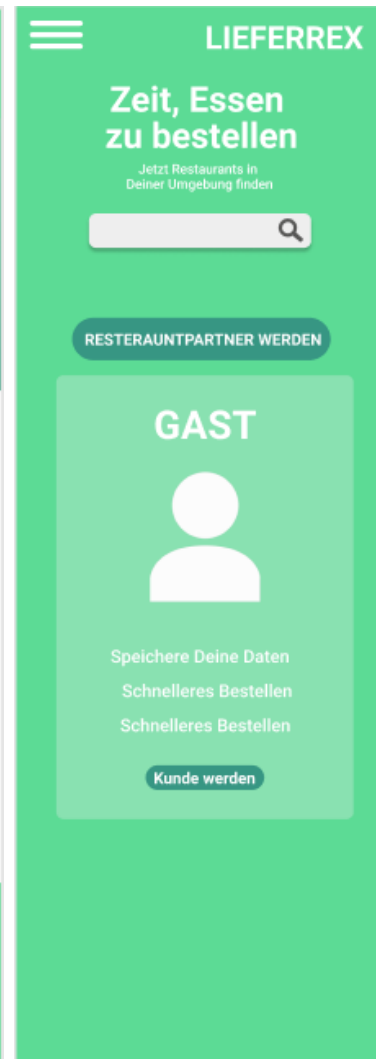 LIEFERREX
Zeit, Essen
zu bestellen
Jetzt Restaurants in
Deiner Umgebung finden
RESTERAUNTPARTNER WERDEN
GAST
Speichere Deine Daten
Schnelleres Bestellen
Schnelleres Bestellen
Kunde werden